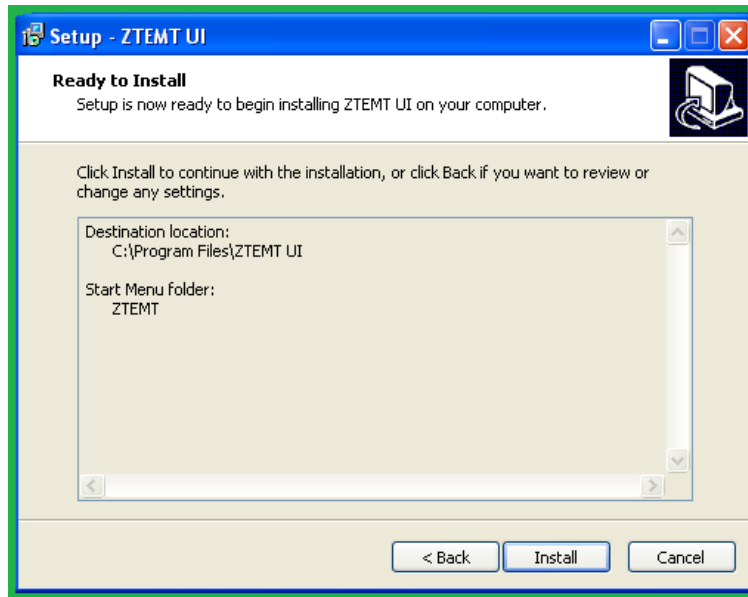 Setup - ZTEMT UI
Ready to Install
Setup is now ready to begin installing ZTEMT UI on your computer.
Click Install to continue with the installation, or click Back if you want to review or
change any settings.
Destination location:
C:\Program Files\ZTEMT UI
Start Menu folder:
ZTEMT
< Back
Install
Cancel